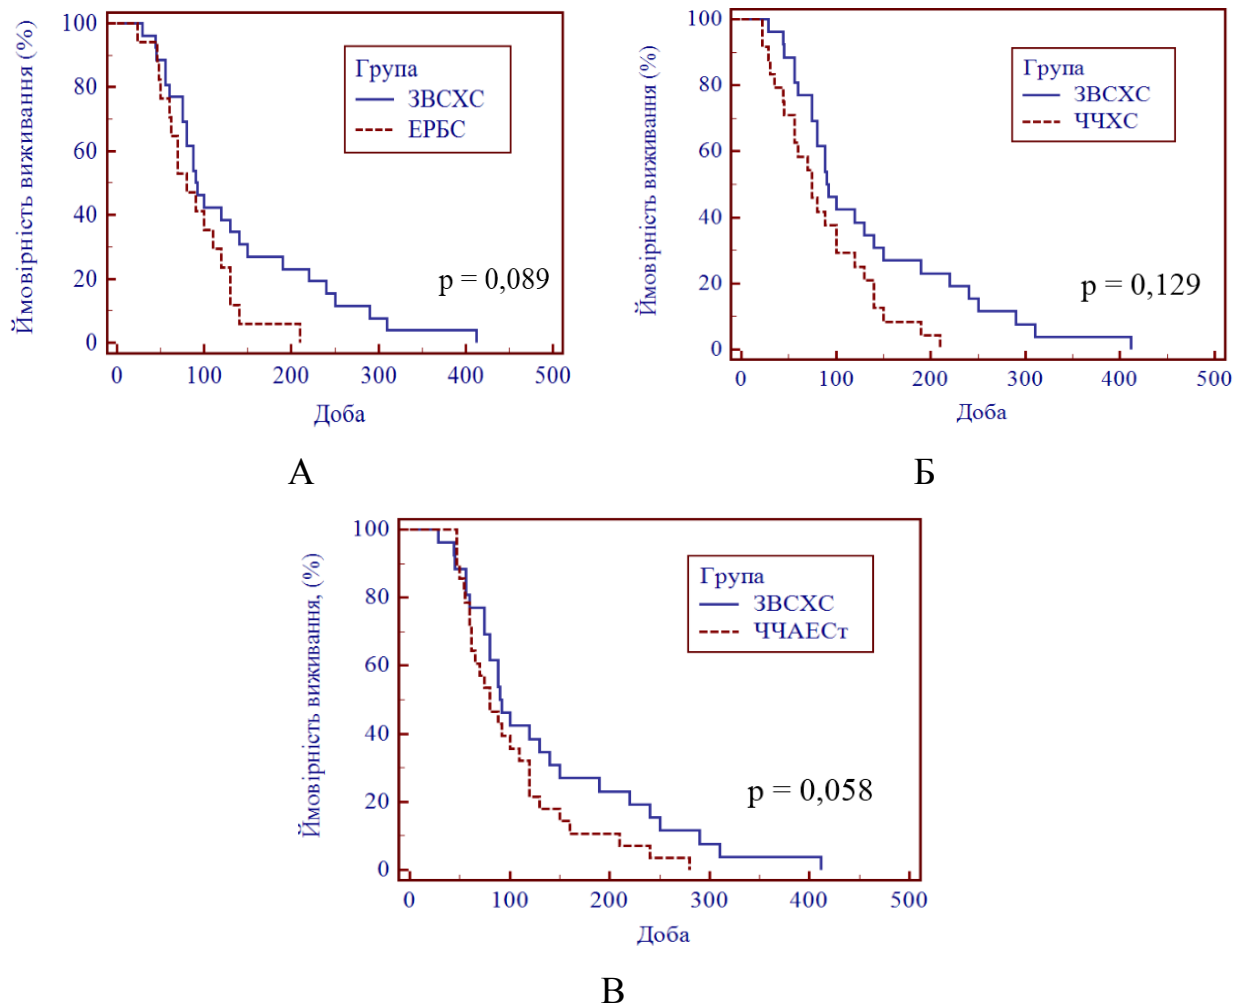 Ймовірність виживання (%)
100
80
60
40
20
0
Група
ЗВСХС
ЕРБС
p = 0,089
0 100 200 300 400 500
Доба
А
Ймовірність виживання (%)
100
80
60
40
20
0
Група
ЗВСХС
ЧЧХС
p = 0,129
0 100 200 300 400 500
Доба
Б
Ймовірність виживання, (%)
100
80
60
40
20
0
Група
ЗВСХС
ЧЧАЕСт
p = 0,058
0 100 200 300 400 500
Доба
В